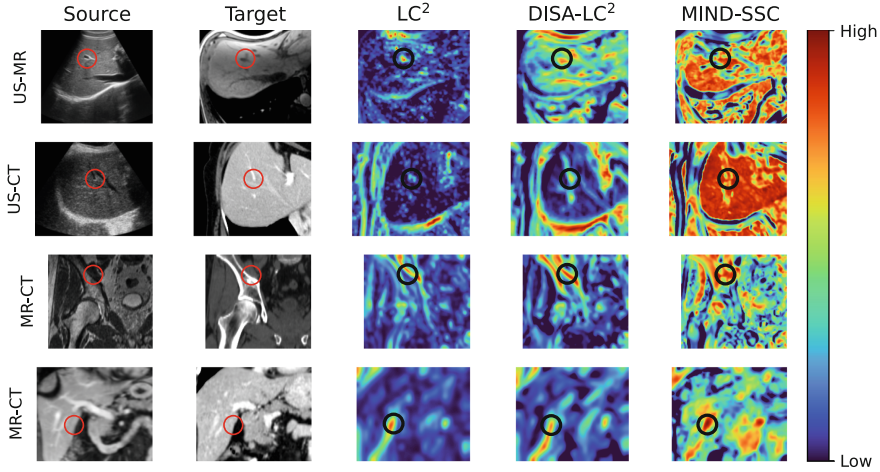 Source Target LC² DISA-LC² MIND-SSC
High
US-MR
US-CT
MR-CT
MR-CT
Low